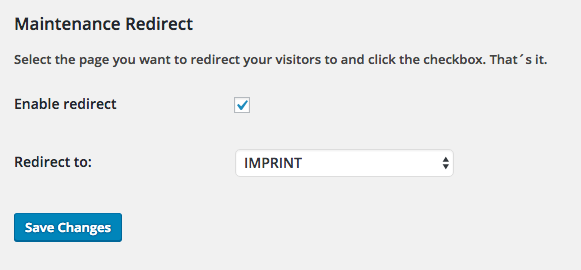 Maintenance Redirect
Select the page you want to redirect your visitors to and click the checkbox. That´s it.
Enable redirect
Redirect to:
IMPRINT
Save Changes